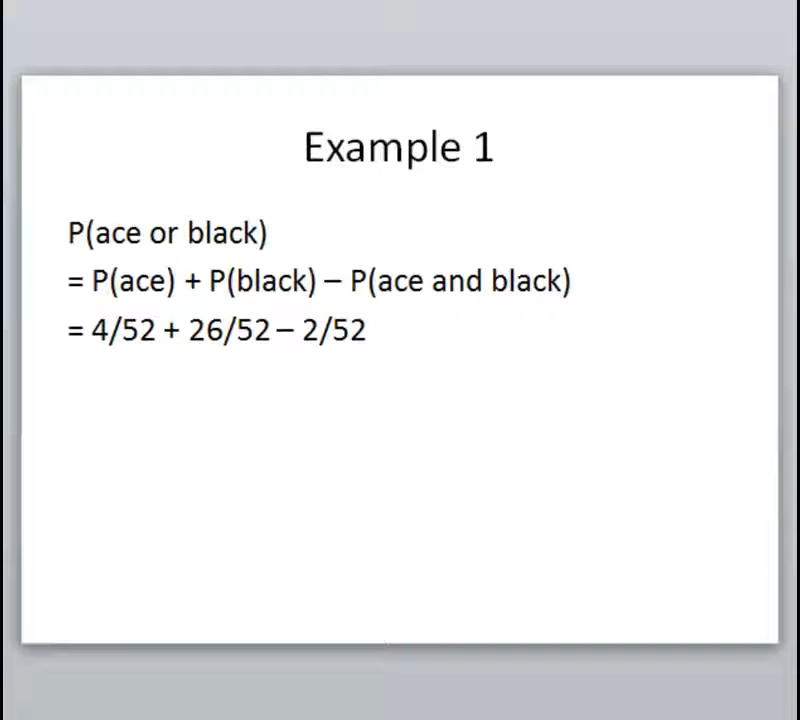 Example 1
P(ace or black)
= P(ace) + P(black) – P(ace and black)
= 4/52 + 26/52 – 2/52